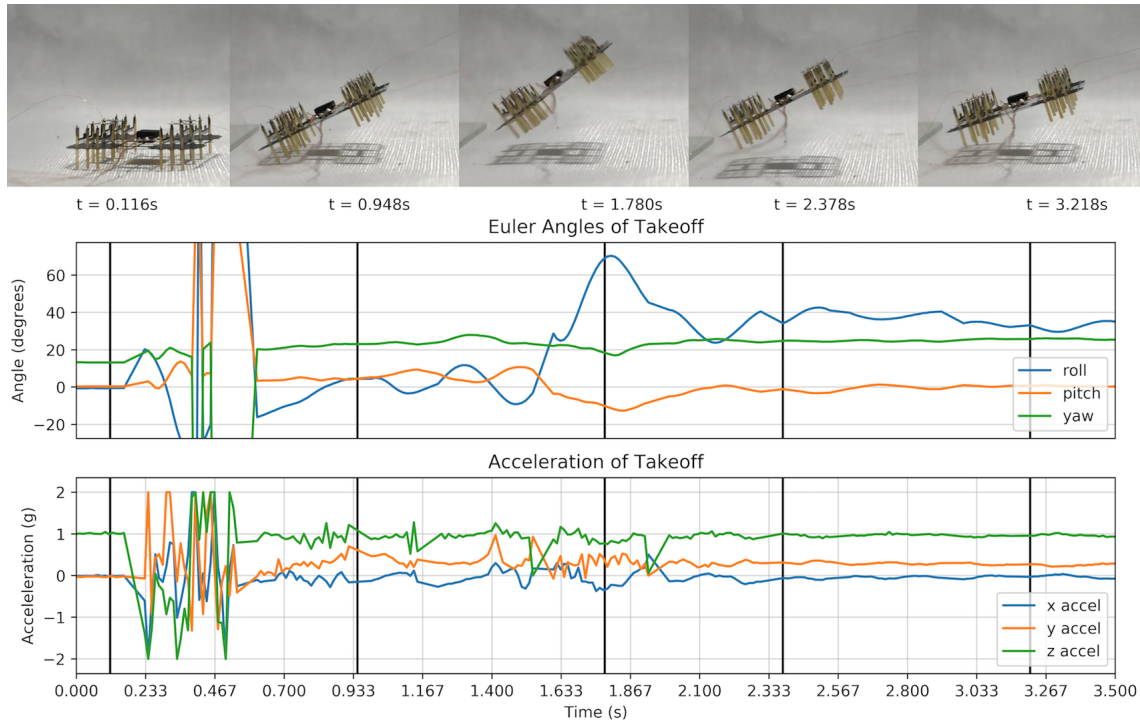 t = 0.116s t = 0.948s t = 1.780s t = 2.378s t = 3.218s
Euler Angles of Takeoff
Angle (degrees)
60
40
20
0
−20
roll
pitch
yaw
Acceleration of Takeoff
Acceleleration (g)
2
1
0
−1
−2
x accel
y accel
z accel
0.000 0.233 0.467 0.700 0.933 1.167 1.400 1.633 1.867 2.100 2.333 2.567 2.800 3.033 3.267 3.500
Time (s)